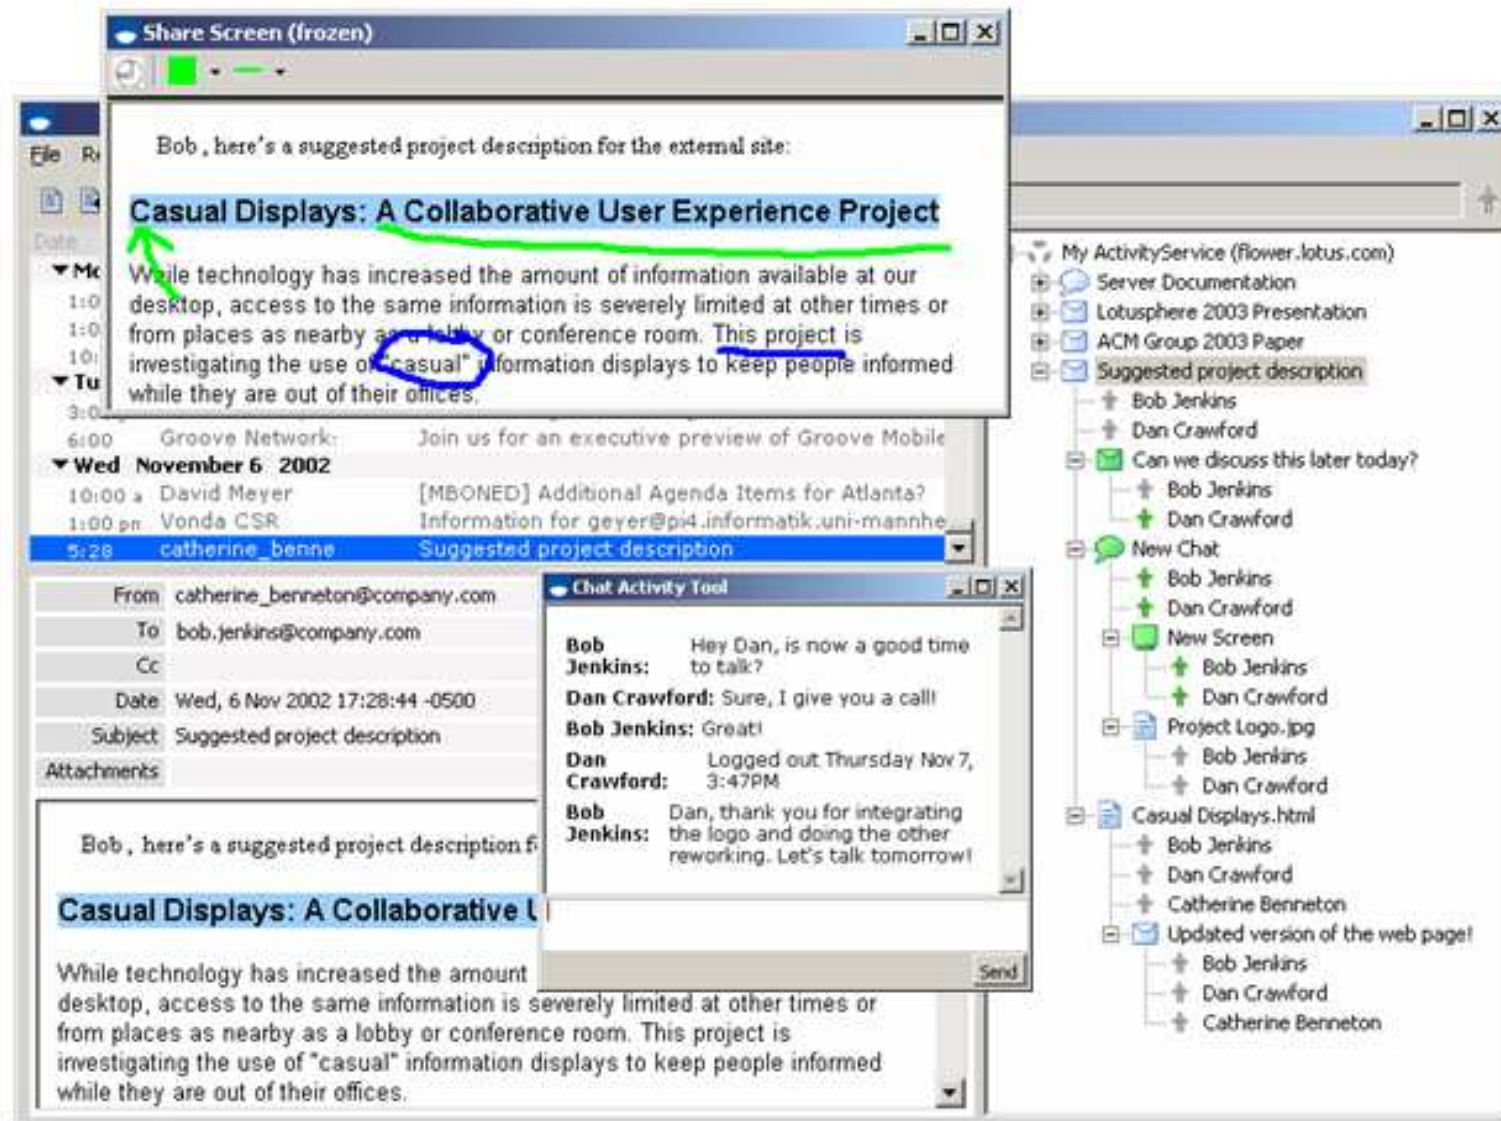 Share Screen (frozen)
Bob, here's a suggested project description for the external site:
Casual Displays: A Collaborative User Experience Project
While technology has increased the amount of information available at our
desktop, access to the same information is severely limited at other times or
from places as nearby as a lobby or conference room. This project is
investigating the use of "casual" information displays to keep people informed
while they are out of their offices.
File
Date
Mo
1:0
1:0
10:
Tu
3:0
6:00 Groove Network- Join us for an executive preview of Groove Mobile
Wed November 6 2002
10:00 a David Meyer [MBONED] Additional Agenda Items for Atlanta?
1:00 pn Vonda CSR Information for geyer@pi4.informatik.uni-mannhe
5:28 catherine_benne Suggested project description
From catherine_benneton@company.com
To bob.jenkins@company.com
Cc
Date Wed, 6 Nov 2002 17:28:44 -0500
Subject Suggested project description
Attachments
Bob, here's a suggested project description f
Casual Displays: A Collaborative U
While technology has increased the amount
desktop, access to the same information is severely limited at other times or
from places as nearby as a lobby or conference room. This project is
investigating the use of "casual" information displays to keep people informed
while they are out of their offices.
Chat Activity Tool
Bob Jenkins: Hey Dan, is now a good time
to talk?
Dan Crawford: Sure, I give you a call!
Bob Jenkins: Great!
Dan Crawford: Logged out Thursday Nov 7,
3:47PM
Bob Jenkins: Dan, thank you for integrating
the logo and doing the other
reworking. Let's talk tomorrow!
Send
My ActivityService (flower.lotus.com)
Server Documentation
Lotusphere 2003 Presentation
ACM Group 2003 Paper
Suggested project description
Bob Jenkins
Dan Crawford
Can we discuss this later today?
Bob Jenkins
Dan Crawford
New Chat
Bob Jenkins
Dan Crawford
New Screen
Bob Jenkins
Dan Crawford
Project Logo.jpg
Bob Jenkins
Dan Crawford
Casual Displays.html
Bob Jenkins
Dan Crawford
Catherine Benneton
Updated version of the web page!
Bob Jenkins
Dan Crawford
Catherine Benneton